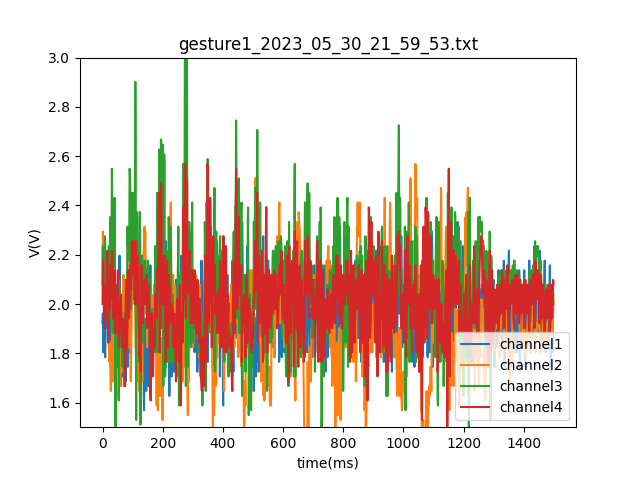 gesture1_2023_05_30_21_59_53.txt
3.0
2.8
2.6
2.4
2.2
2.0
1.8
1.6
V(V)
channel1
channel2
channel3
channel4
0 200 400 600 800 1000 1200 1400
time(ms)